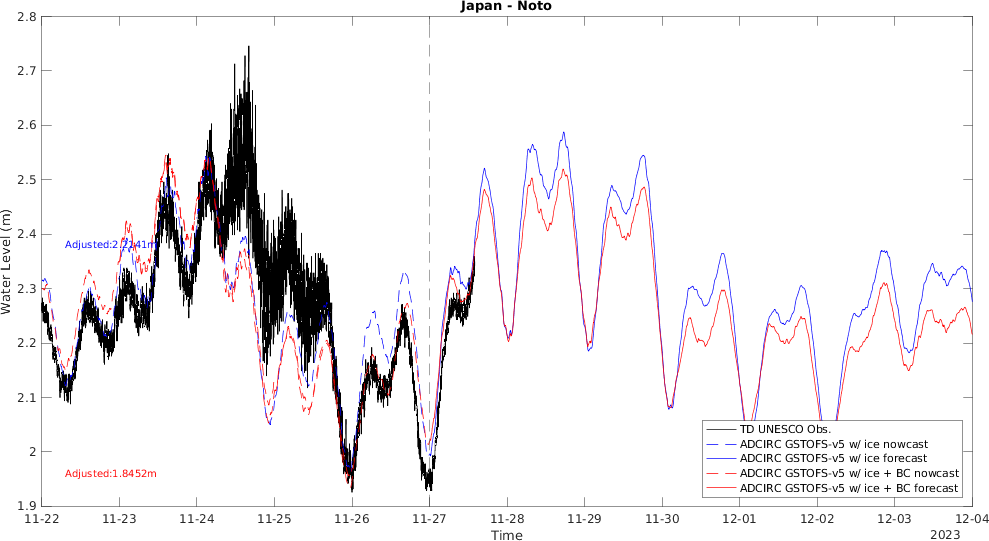 Japan - Noto
Water Level (m)
2.8
2.7
2.6
2.5
2.4
2.3
2.2
2.1
2
1.9
Adjusted:2.2141m
Adjusted:1.8452m
TD UNESCO Obs.
ADCIRC GSTOFS-v5 w/ ice nowcast
ADCIRC GSTOFS-v5 w/ ice forecast
ADCIRC GSTOFS-v5 w/ ice + BC nowcast
ADCIRC GSTOFS-v5 w/ ice + BC forecast
11-22 11-23 11-24 11-25 11-26 11-27 11-28 11-29 11-30 12-01 12-02 12-03 12-04
Time
2023